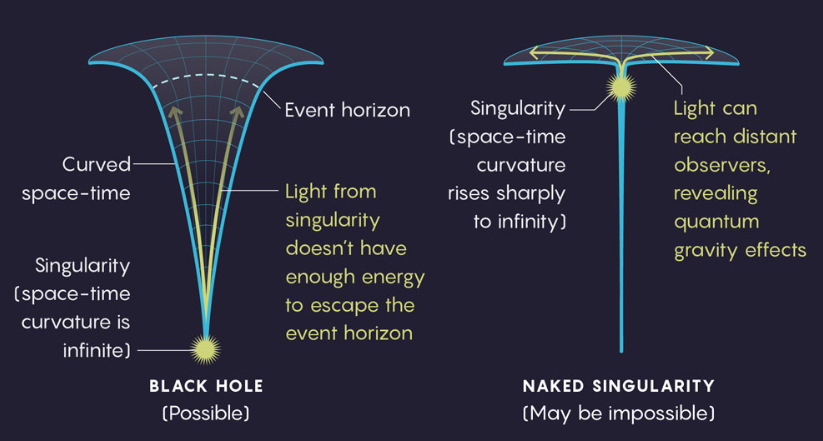 Event horizon
Curved
space-time
Light from
singularity
doesn't have
enough energy
to escape the
event horizon
Singularity
(space-time
curvature is
infinite)
BLACK HOLE
(Possible)
Singularity
(space-time
curvature
rises sharply
to infinity)
Light can
reach distant
observers,
revealing
quantum
gravity effects
NAKED SINGULARITY
(May be impossible)